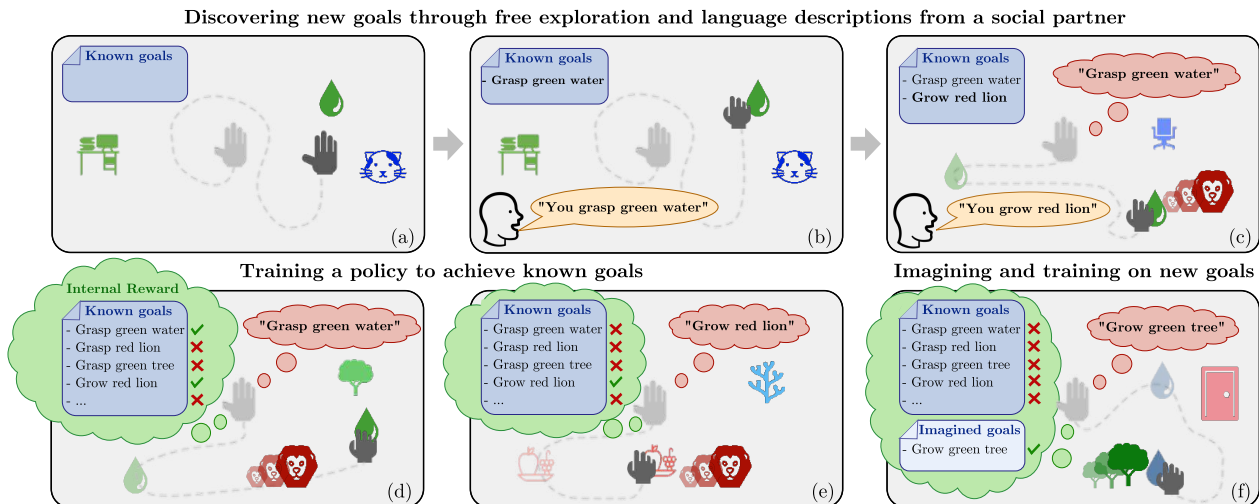 Discovering new goals through free exploration and language descriptions from a social partner
Known goals
(a)
Known goals
- Grasp green water
"You grasp green water"
(b)
Known goals
- Grasp green water
- Grow red lion
"Grasp green water"
"You grow red lion"
(c)
Training a policy to achieve known goals
Imagining and training on new goals
Internal Reward
Known goals
- Grasp green water
- Grasp red lion
- Grasp green tree
- Grow red lion
- ...
"Grasp green water"
(d)
Known goals
- Grasp green water
- Grasp red lion
- Grasp green tree
- Grow red lion
- ...
"Grow red lion"
(e)
Known goals
- Grasp green water
- Grasp red lion
- Grasp green tree
- Grow red lion
- ...
Imagined goals
- Grow green tree
"Grow green tree"
(f)